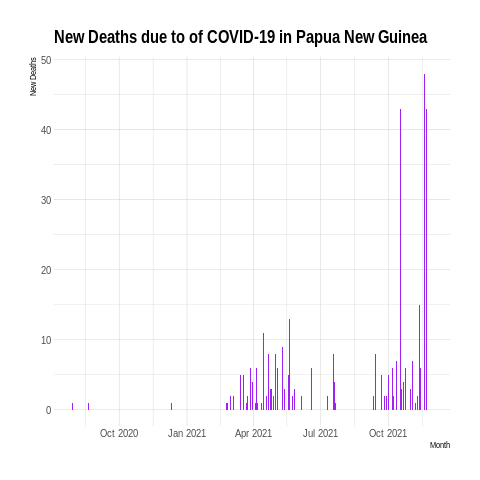 New Deaths due to of COVID-19 in Papua New Guinea
New Deaths
50
40
30
20
10
0
Oct 2020 Jan 2021 Apr 2021 Jul 2021 Oct 2021
Month